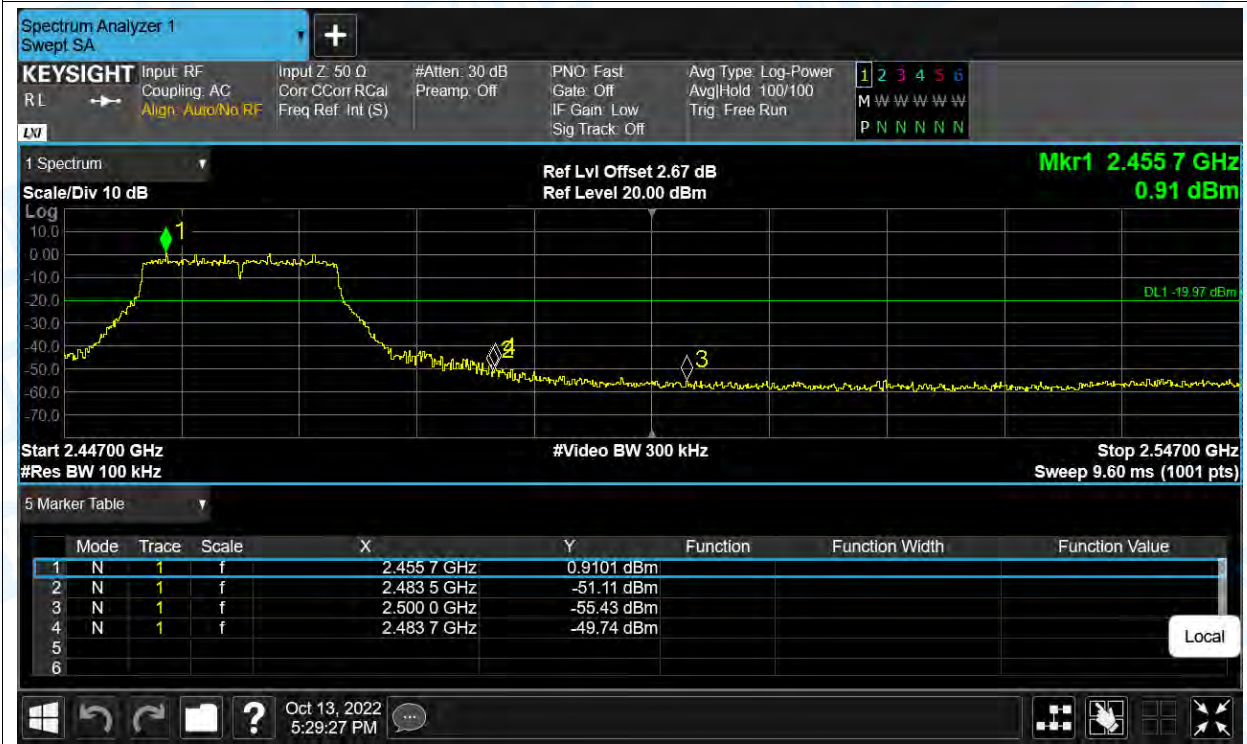 Spectrum Analyzer 1
Swept SA
+
KEYSIGHT Input: RF Input Z: 50 Ω #Atten: 30 dB PNO: Fast Avg Type: Log-Power 1 2 3 4 5 6
R L Coupling: AC Corr CCorr RCal Preamp: Off Gate: Off Avg|Hold: 100/100 M W W W W W
Align: Auto/No RF Freq Ref: Int (S) IF Gain: Low Trig: Free Run
LXI Sig Track: Off P N N N N N
1 Spectrum
Ref Lvl Offset 2.67 dB Mkr1 2.455 7 GHz
Scale/Div 10 dB Ref Level 20.00 dBm 0.91 dBm
Log
1
10.0
0.00
-10.0
DL1 -19.97 dBm
-20.0
-30.0
-40.0
3
-50.0
-60.0
-70.0
Start 2.44700 GHz #Video BW 300 kHz Stop 2.54700 GHz
#Res BW 100 kHz Sweep 9.60 ms (1001 pts)
5 Marker Table
Mode Trace Scale X Y Function Function Width Function Value
1 N 1 f 2.455 7 GHz 0.9101 dBm
2 N 1 f 2.483 5 GHz -51.11 dBm
3 N 1 f 2.500 0 GHz -55.43 dBm
4 N 1 f 2.483 7 GHz -49.74 dBm
5
6
Local
? Oct 13, 2022
5:29:27 PM